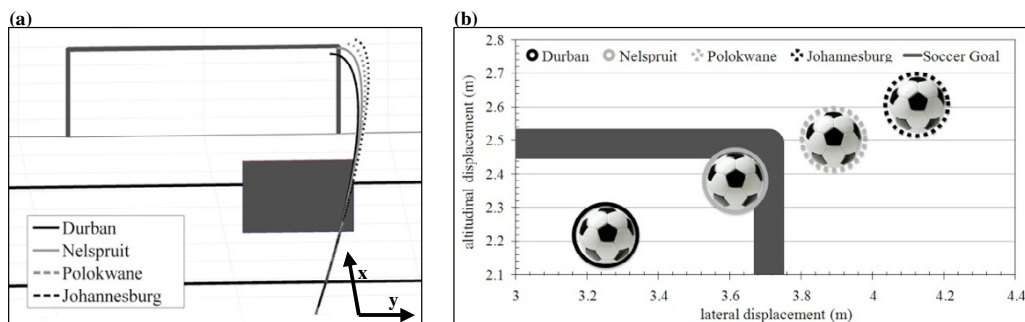 (a)
Durban
Nelspruit
Polokwane
Johannesburg
x
y
(b)
altitudinal displacement (m)
2.8
2.7
2.6
2.5
2.4
2.3
2.2
2.1
Durban Nelspruit Polokwane Johannesburg Soccer Goal
3 3.2 3.4 3.6 3.8 4 4.2 4.4
lateral displacement (m)